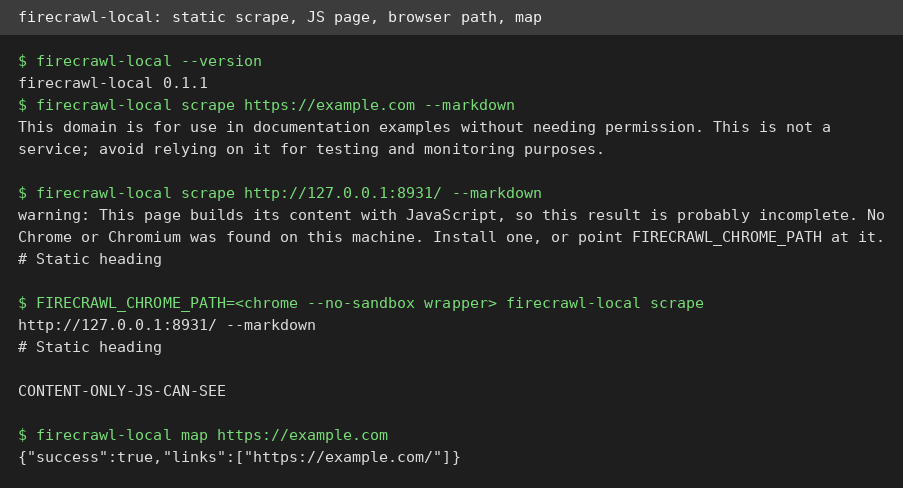 firecrawl-local: static scrape, JS page, browser path, map
$ firecrawl-local --version
firecrawl-local 0.1.1
$ firecrawl-local scrape https://example.com --markdown
This domain is for use in documentation examples without needing permission. This is not a
service; avoid relying on it for testing and monitoring purposes.
$ firecrawl-local scrape http://127.0.0.1:8931/ --markdown
warning: This page builds its content with JavaScript, so this result is probably incomplete. No
Chrome or Chromium was found on this machine. Install one, or point FIRECRAWL_CHROME_PATH at it.
# Static heading
$ FIRECRAWL_CHROME_PATH=<chrome --no-sandbox wrapper> firecrawl-local scrape
http://127.0.0.1:8931/ --markdown
# Static heading
CONTENT-ONLY-JS-CAN-SEE
$ firecrawl-local map https://example.com
{"success":true,"links":["https://example.com/"]}